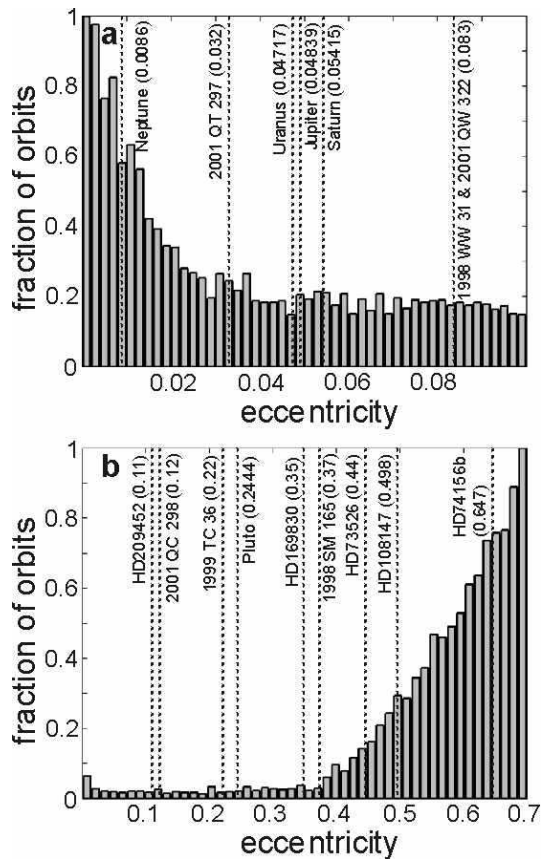 a
1
0.8
0.6
0.4
0.2
0
fraction of orbits
Neptune (0.0086)
2001 QT 297 (0.032)
Uranus (0.04717)
Jupiter (0.04839)
Saturn (0.05415)
1998 WW 31 & 2001 QW 322 (0.083)
0.02 0.04 0.06 0.08
eccentricity
b
1
0.8
0.6
0.4
0.2
0
fraction of orbits
HD209452 (0.11)
2001 QC 298 (0.12)
1999 TC 36 (0.22)
Pluto (0.2444)
HD169830 (0.35)
1998 SM 165 (0.37)
HD73526 (0.44)
HD108147 (0.498)
HD74156b
(0.647)
0.1 0.2 0.3 0.4 0.5 0.6 0.7
eccentricity